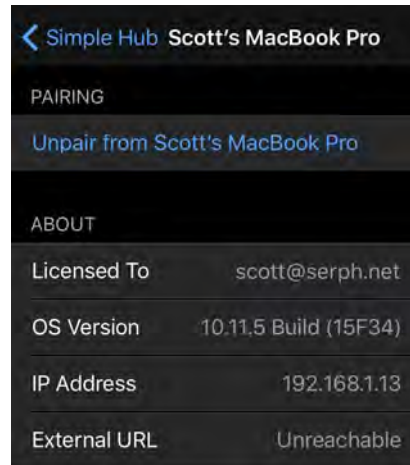 Simple Hub Scott's MacBook Pro
PAIRING
Unpair from Scott's MacBook Pro
ABOUT
Licensed To scott@serph.net
OS Version 10.11.5 Build (15F34)
IP Address 192.168.1.13
External URL Unreachable